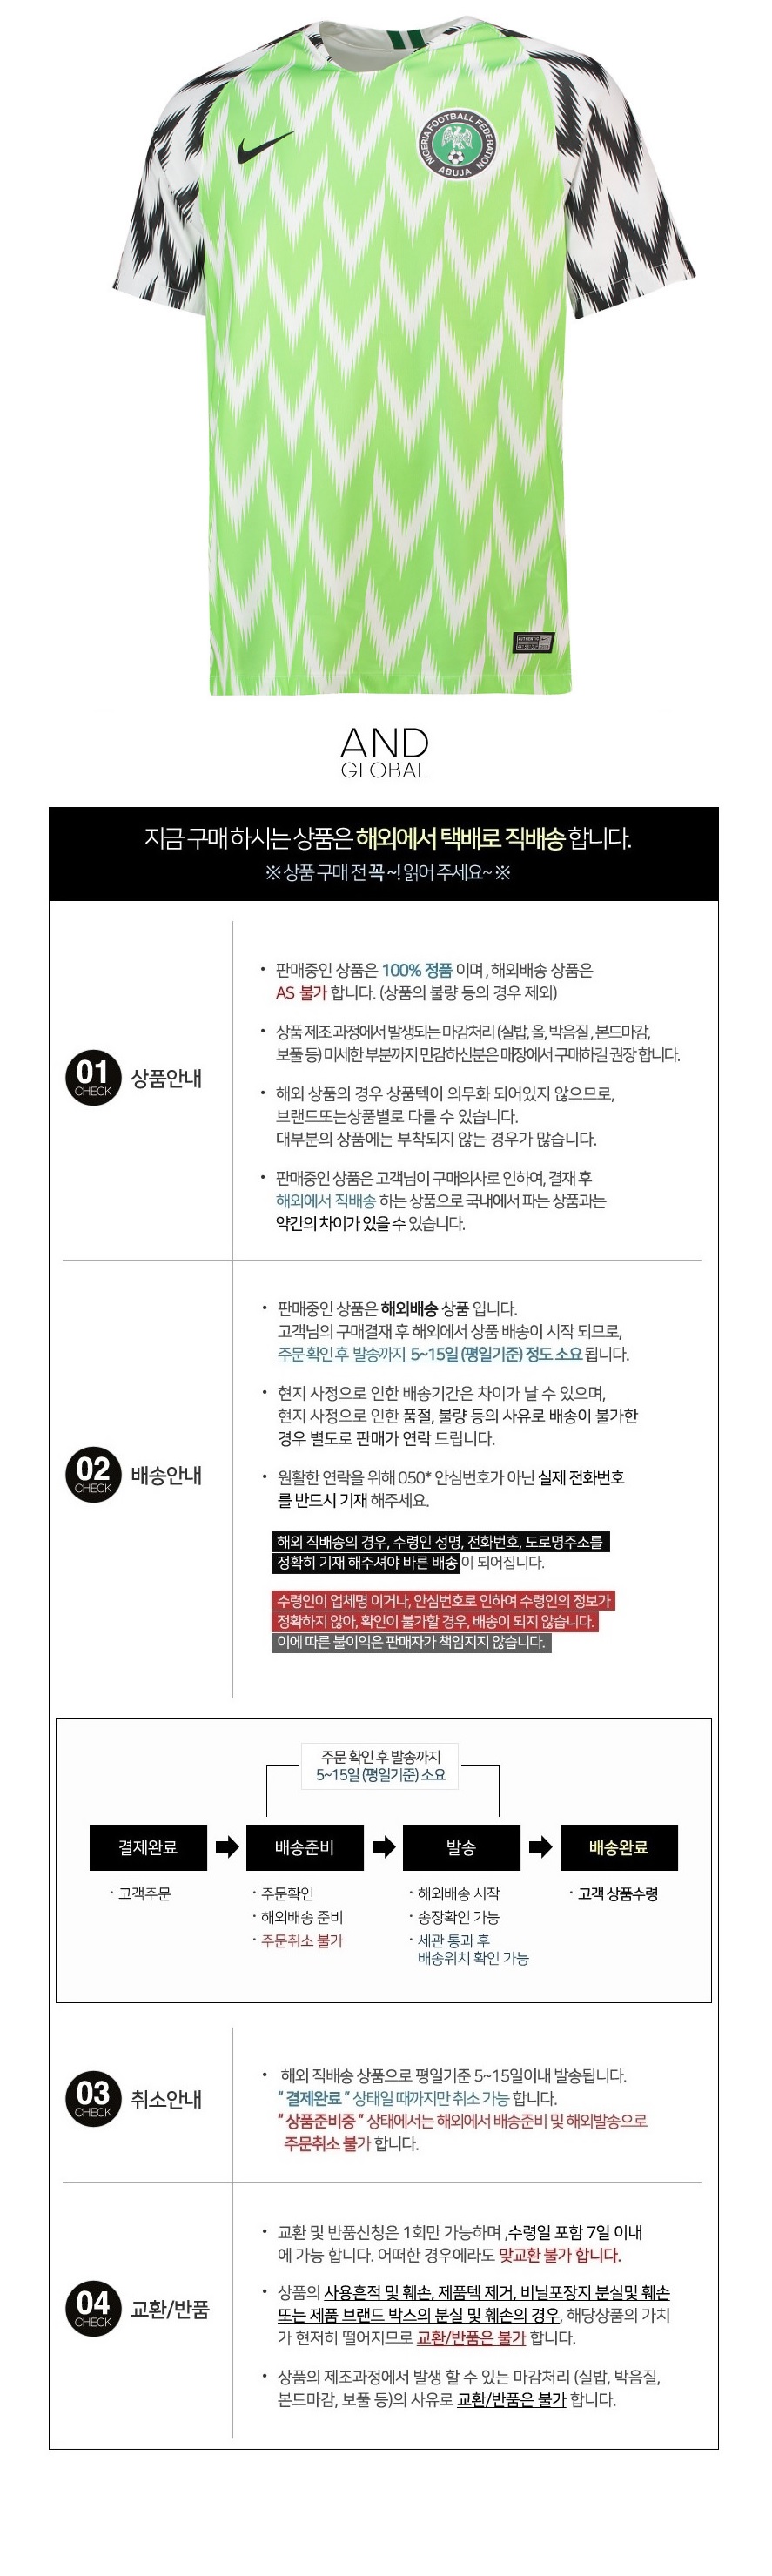 NIGERIA FOOTBALL FEDERATION
ABUJA
AUTHENTIC
AND
GLOBAL
지금 구매 하시는 상품은 해외에서 택배로 직배송 합니다.
※ 상품 구매 전 꼭 ~! 읽어 주세요~ ※
01
CHECK
상품안내
• 판매중인 상품은 100% 정품 이며 , 해외배송 상품은
AS 불가 합니다. (상품의 불량 등의 경우 제외)
• 상품 제조 과정에서 발생되는 마감처리 (실밥, 올, 박음질 , 본드마감,
보풀 등) 미세한 부분까지 민감하신분은 매장에서 구매하길 권장 합니다.
• 해외 상품의 경우 상품텍이 의무화 되어있지 않으므로,
브랜드또는상품별로 다를 수 있습니다.
대부분의 상품에는 부착되지 않는 경우가 많습니다.
• 판매중인 상품은 고객님이 구매의사로 인하여, 결재 후
해외에서 직배송 하는 상품으로 국내에서 파는 상품과는
약간의 차이가 있을 수 있습니다.
02
CHECK
배송안내
• 판매중인 상품은 해외배송 상품 입니다.
고객님의 구매결재 후 해외에서 상품 배송이 시작 되므로,
주문 확인 후 발송까지 5~15일 (평일기준) 정도 소요 됩니다.
• 현지 사정으로 인한 배송기간은 차이가 날 수 있으며,
현지 사정으로 인한 품절, 불량 등의 사유로 배송이 불가한
경우 별도로 판매가 연락 드립니다.
• 원활한 연락을 위해 050* 안심번호가 아닌 실제 전화번호
를 반드시 기재 해주세요.
해외 직배송의 경우, 수령인 성명, 전화번호, 도로명주소를
정확히 기재 해주셔야 바른 배송 이 되어집니다.
수령인이 업체명 이거나, 안심번호로 인하여 수령인의 정보가
정확하지 않아, 확인이 불가할 경우, 배송이 되지 않습니다.
이에 따른 불이익은 판매자가 책임지지 않습니다.
주문 확인 후 발송까지
5~15일 (평일기준) 소요
결제완료
배송준비
발송
배송완료
· 고객주문
· 주문확인
· 해외배송 준비
· 주문취소 불가
· 해외배송 시작
· 송장확인 가능
· 세관 통과 후
배송위치 확인 가능
· 고객 상품수령
03
CHECK
취소안내
• 해외 직배송 상품으로 평일기준 5~15일이내 발송됩니다.
“ 결제완료 ” 상태일 때까지만 취소 가능 합니다.
“ 상품준비중 ” 상태에서는 해외에서 배송준비 및 해외발송으로
주문취소 불가 합니다.
04
CHECK
교환/반품
• 교환 및 반품신청은 1회만 가능하며 ,수령일 포함 7일 이내
에 가능 합니다. 어떠한 경우에라도 맞교환 불가 합니다.
• 상품의 사용흔적 및 훼손, 제품텍 제거, 비닐포장지 분실및 훼손
또는 제품 브랜드 박스의 분실 및 훼손의 경우, 해당상품의 가치
가 현저히 떨어지므로 교환/반품은 불가 합니다.
• 상품의 제조과정에서 발생 할 수 있는 마감처리 (실밥, 박음질,
본드마감, 보풀 등)의 사유로 교환/반품은 불가 합니다.